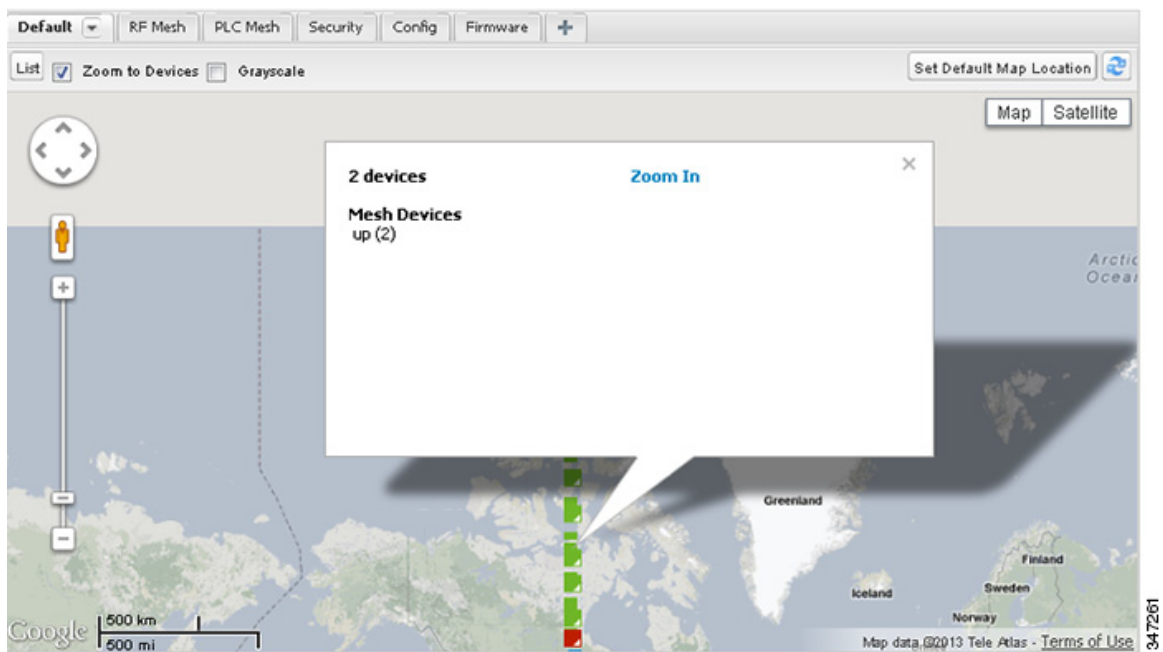 Default RF Mesh PLC Mesh Security Config Firmware +
List Zoom to Devices Grayscale Set Default Map Location
Map Satellite
2 devices Zoom In
Mesh Devices
up (2)
Arctic
Ocean
Greenland
Finland
Iceland
Sweden
Norway
500 km
500 mi
Google
Map data ©2013 Tele Atlas - Terms of Use
347261